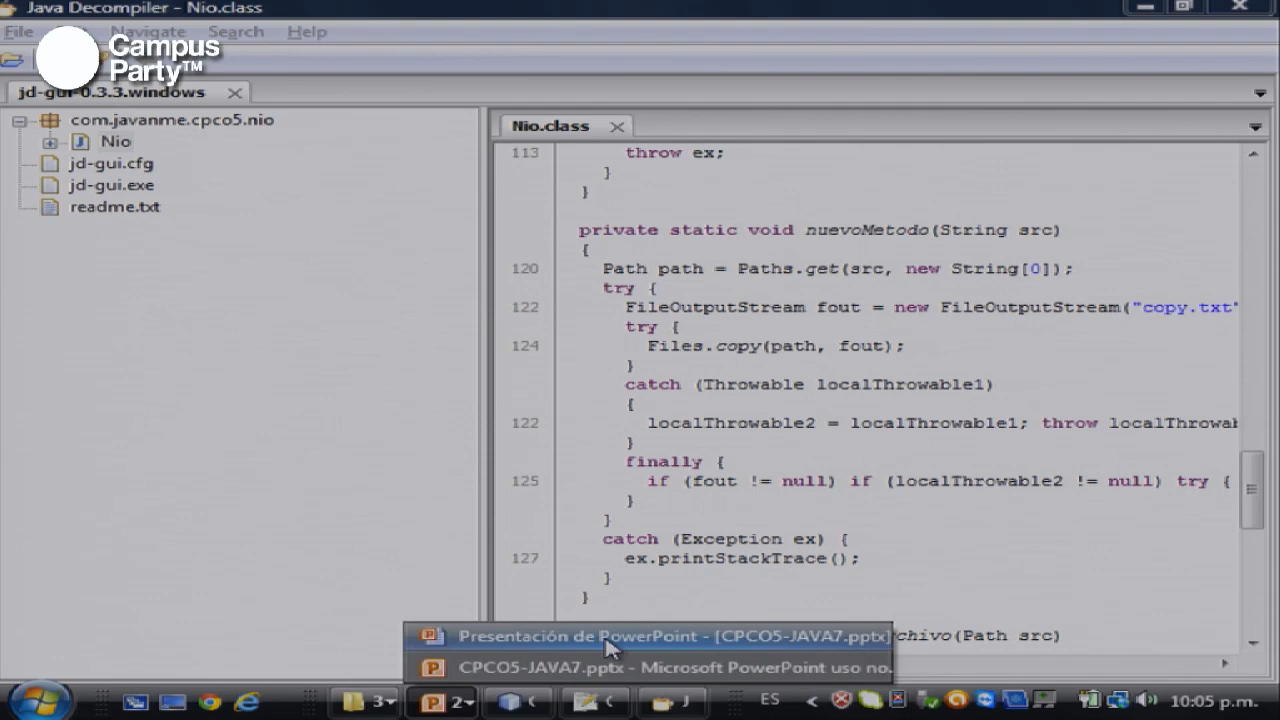 Java Decompiler - Nio.class
File Navigate Search Help
Campus
Party™
jd-gui-0.3.3.windows
com.javanme.cpco5.nio
Nio
jd-gui.cfg
jd-gui.exe
readme.txt
Nio.class
113 throw ex;
}
}
private static void nuevoMetodo(String src)
{
120 Path path = Paths.get(src, new String[0]);
try {
122 FileOutputStream fout = new FileOutputStream("copy.txt"
try {
124 Files.copy(path, fout);
}
catch (Throwable localThrowable1)
{
122 localThrowable2 = localThrowable1; throw localThrowab
}
finally {
125 if (fout != null) if (localThrowable2 != null) try {
}
}
catch (Exception ex) {
127 ex.printStackTrace();
}
}
chivo(Path src)
Presentación de PowerPoint - [CPCO5-JAVA7.pptx]
CPCO5-JAVA7.pptx - Microsoft PowerPoint uso no...
3 2 ( ( J ES < 10:05 p.m.